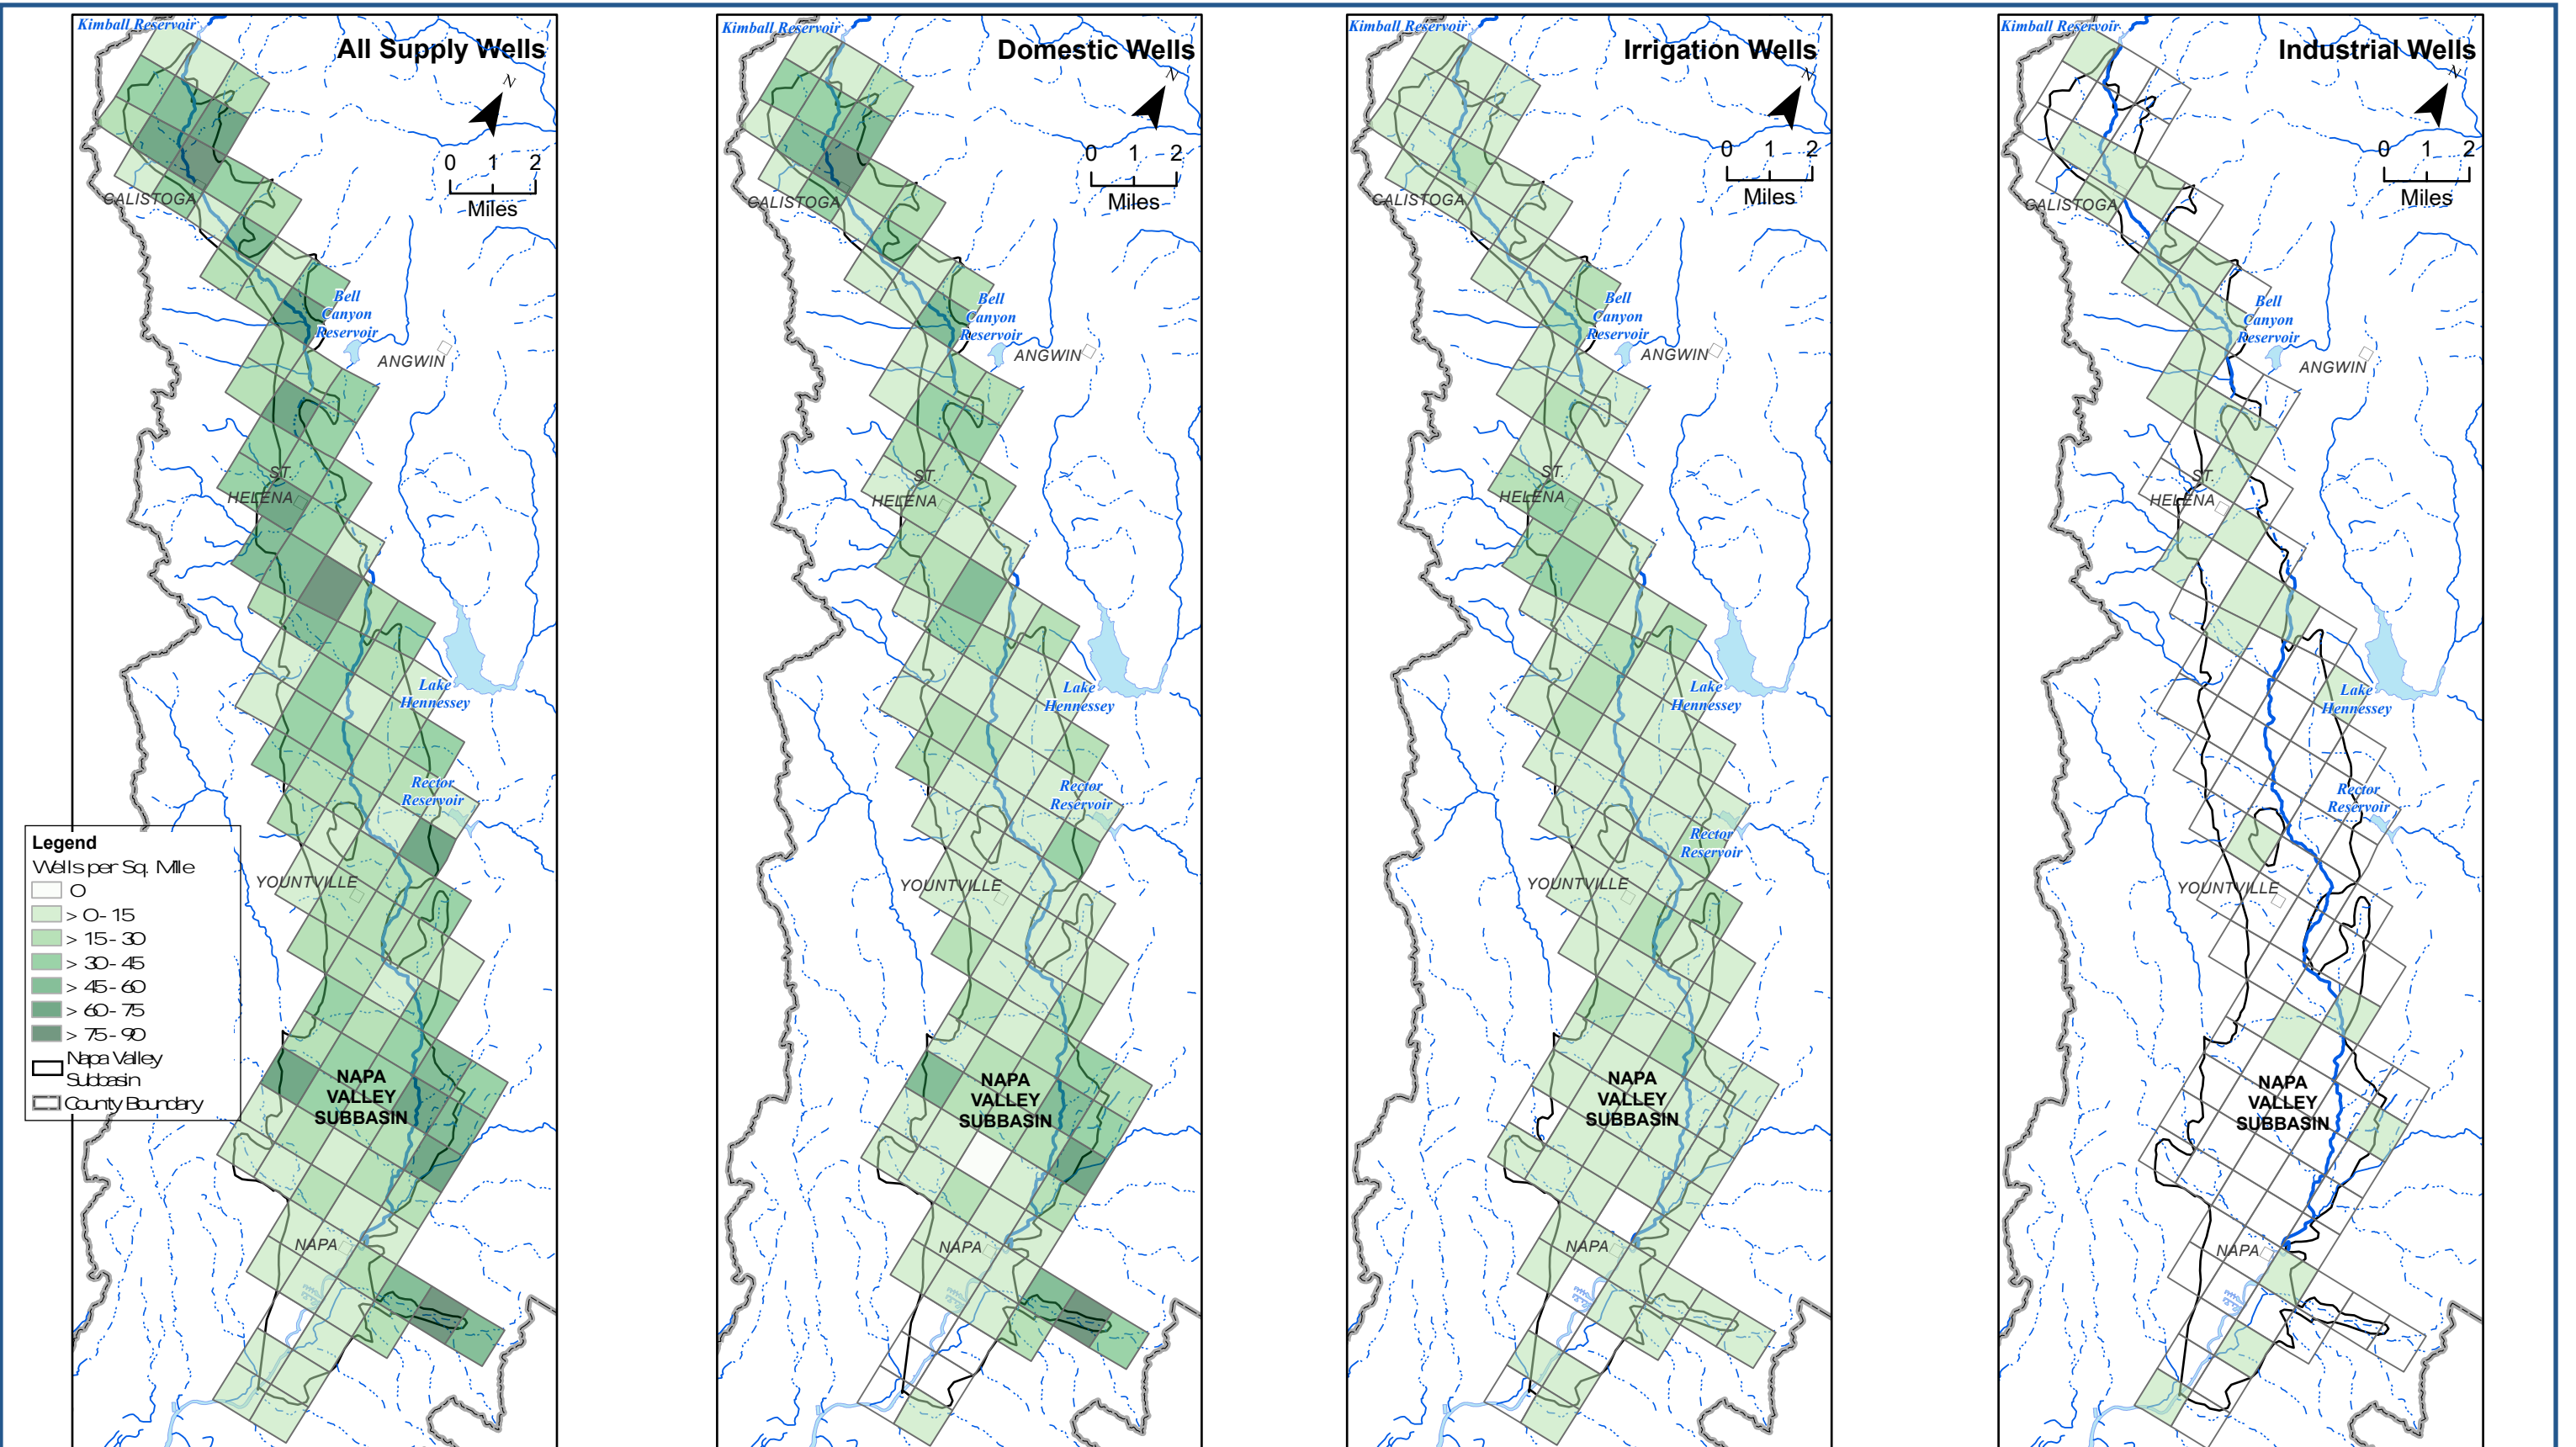 Kimball Reservoir
All Supply Wells
N
0 1 2
Miles
CALISTOGA
Bell
Canyon
Reservoir
ANGWIN
ST.
HELENA
Lake
Hennessey
Rector
Reservoir
YOUNTVILLE
NAPA
VALLEY
SUBBASIN
NAPA
Legend
Wells per Sq. Mile
0
> 0 - 15
> 15 - 30
> 30 - 45
> 45 - 60
> 60 - 75
> 75 - 90
Napa Valley
Subbasin
County Boundary
Kimball Reservoir
Domestic Wells
N
0 1 2
Miles
CALISTOGA
Bell
Canyon
Reservoir
ANGWIN
ST.
HELENA
Lake
Hennessey
Rector
Reservoir
YOUNTVILLE
NAPA
VALLEY
SUBBASIN
NAPA
Kimball Reservoir
Irrigation Wells
N
0 1 2
Miles
CALISTOGA
Bell
Canyon
Reservoir
ANGWIN
ST.
HELENA
Lake
Hennessey
Rector
Reservoir
YOUNTVILLE
NAPA
VALLEY
SUBBASIN
NAPA
Kimball Reservoir
Industrial Wells
N
0 1 2
Miles
CALISTOGA
Bell
Canyon
Reservoir
ANGWIN
ST.
HELENA
Lake
Hennessey
Rector
Reservoir
YOUNTVILLE
NAPA
VALLEY
SUBBASIN
NAPA